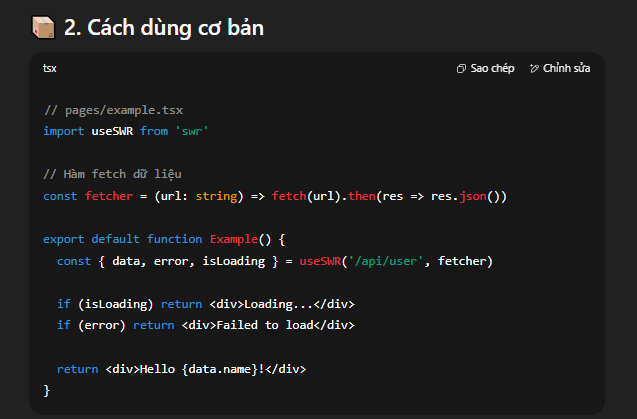 📦 2. Cách dùng cơ bản
tsx Sao chép Chỉnh sửa
// pages/example.tsx
import useSWR from 'swr'
// Hàm fetch dữ liệu
const fetcher = (url: string) => fetch(url).then(res => res.json())
export default function Example() {
  const { data, error, isLoading } = useSWR('/api/user', fetcher)
  if (isLoading) return <div>Loading...</div>
  if (error) return <div>Failed to load</div>
  return <div>Hello {data.name}!</div>
}